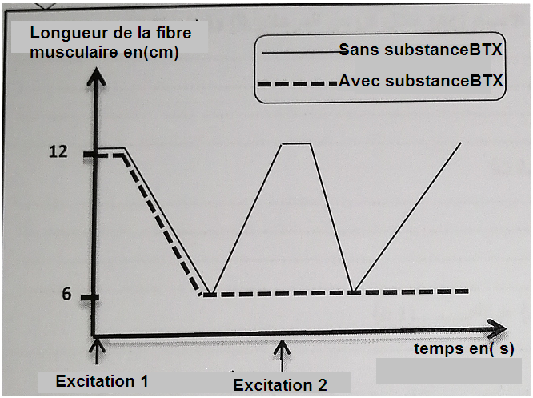 Longueur de la fibre
musculaire en(cm)
Sans substanceBTX
Avec substanceBTX
12
6
temps en( s)
Excitation 1
Excitation 2